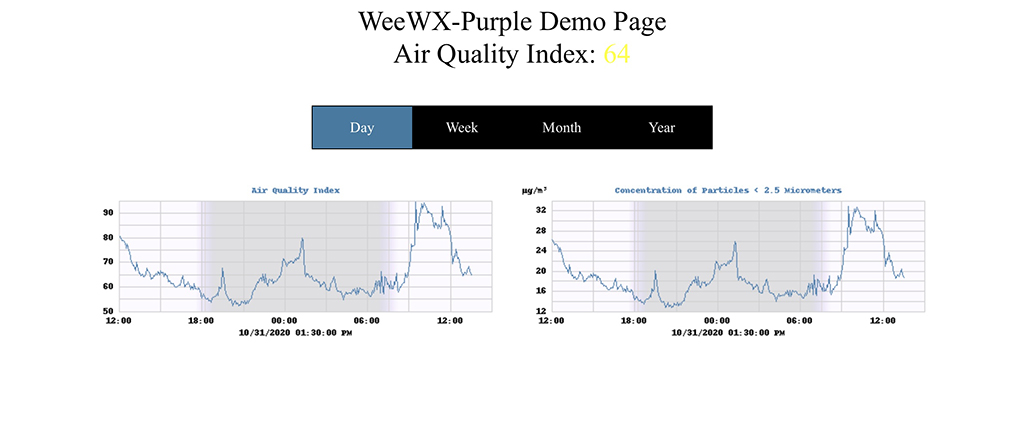 WeeWX-Purple Demo Page
Air Quality Index: 64
Day Week Month Year
Air Quality Index
90
80
70
60
50
12:00 18:00 00:00 06:00 12:00
10/31/2020 01:30:00 PM
µg/m³ Concentration of Particles < 2.5 Micrometers
32
28
24
20
16
12
12:00 18:00 00:00 06:00 12:00
10/31/2020 01:30:00 PM